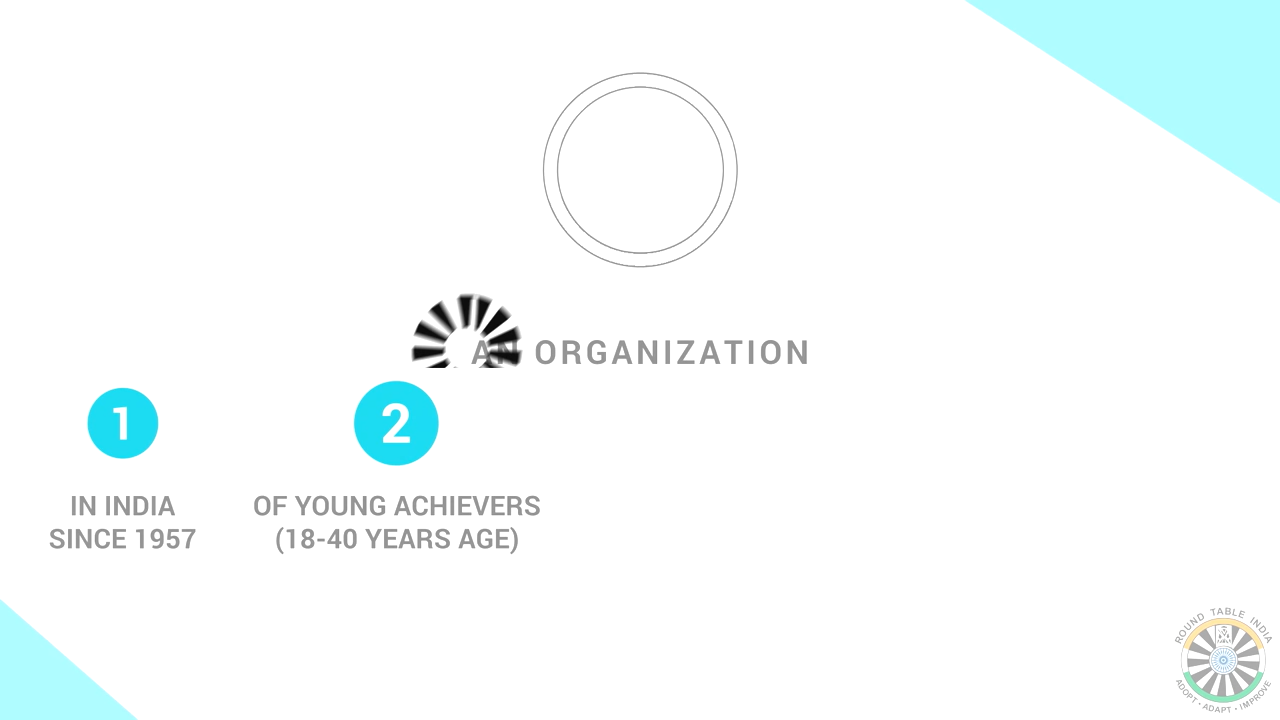 AN ORGANIZATION
1
IN INDIA
SINCE 1957
2
OF YOUNG ACHIEVERS
(18-40 YEARS AGE)
ROUND TABLE INDIA
ADOPT • ADAPT • IMPROVE